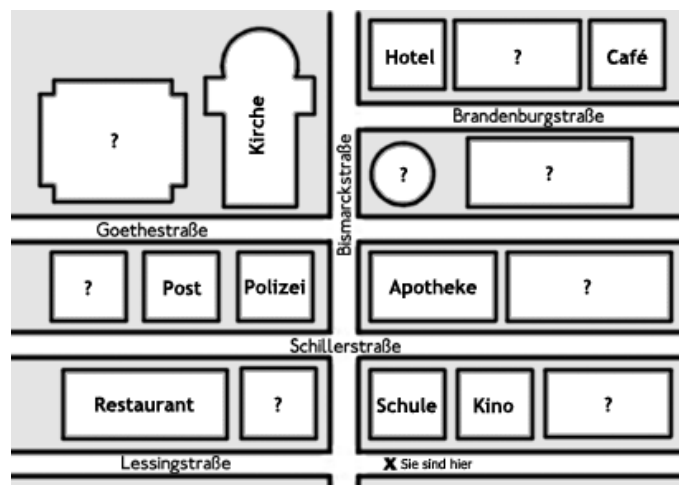 Hotel
?
Café
Kirche
?
Brandenburgstraße
?
?
Bismarckstraße
Goethestraße
?
Post
Polizei
Apotheke
?
Schillerstraße
Restaurant
?
Schule
Kino
?
Lessingstraße
X Sie sind hier